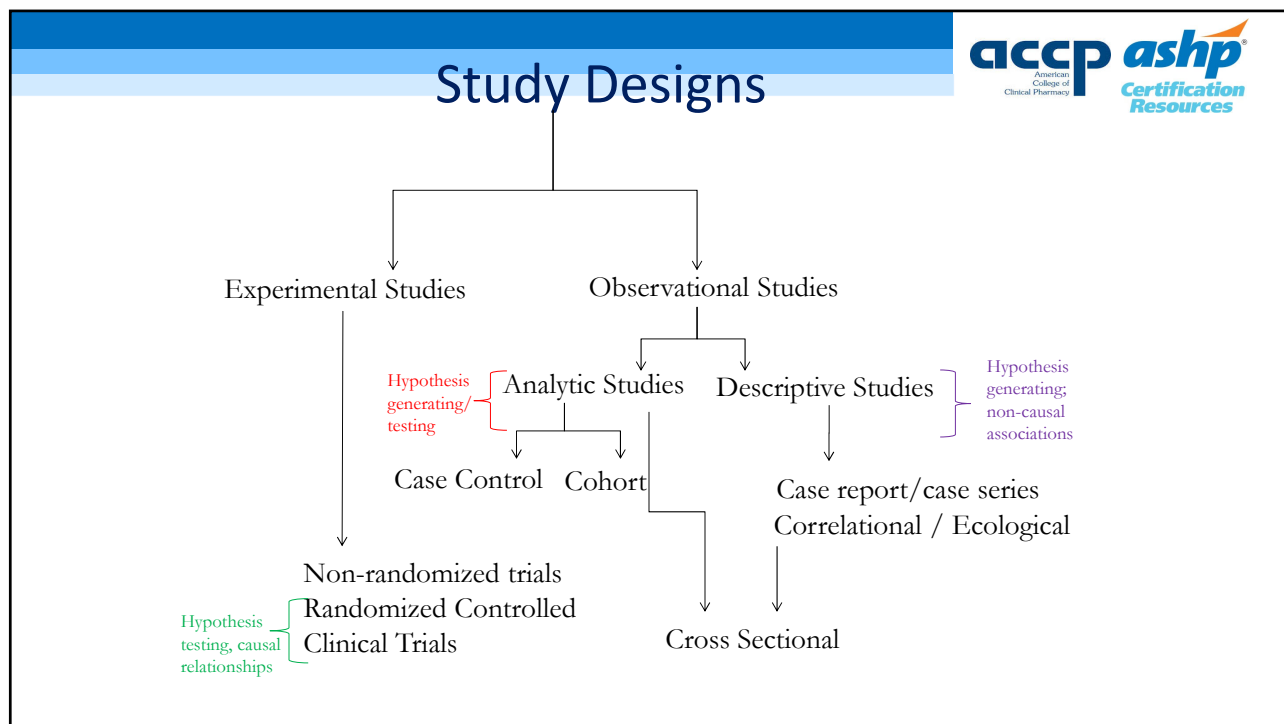 accp
American
College of
Clinical Pharmacy
ashp®
Certification
Resources
Study Designs
Experimental Studies
Observational Studies
Hypothesis
generating/
testing
Analytic Studies
Descriptive Studies
Hypothesis
generating;
non-causal
associations
Case Control
Cohort
Case report/case series
Correlational / Ecological
Non-randomized trials
Randomized Controlled
Clinical Trials
Hypothesis
testing, causal
relationships
Cross Sectional